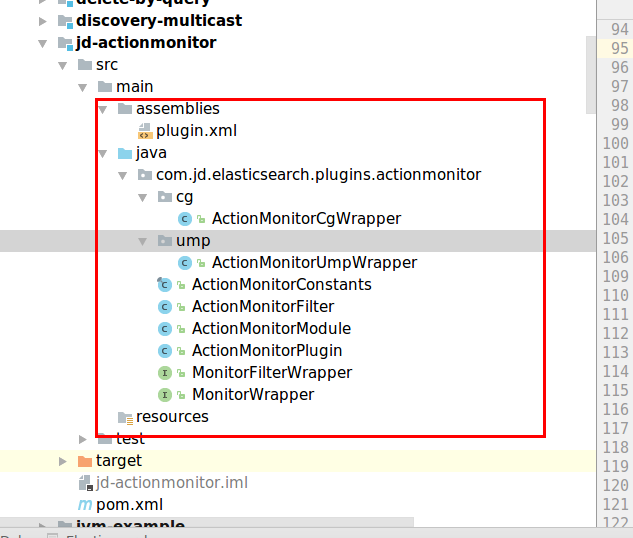 delete-by-query
94
discovery-multicast
95
jd-actionmonitor
96
src
97
main
98
assemblies
99
plugin.xml
100
java
101
com.jd.elasticsearch.plugins.actionmonitor
102
cg
103
ActionMonitorCgWrapper
104
ump
105
ActionMonitorUmpWrapper
106
ActionMonitorConstants
109
ActionMonitorFilter
110
ActionMonitorModule
111
ActionMonitorPlugin
112
MonitorFilterWrapper
113
MonitorWrapper
114
resources
115
test
116
target
117
jd-actionmonitor.iml
118
pom.xml
119
jvm-example
120
121
122